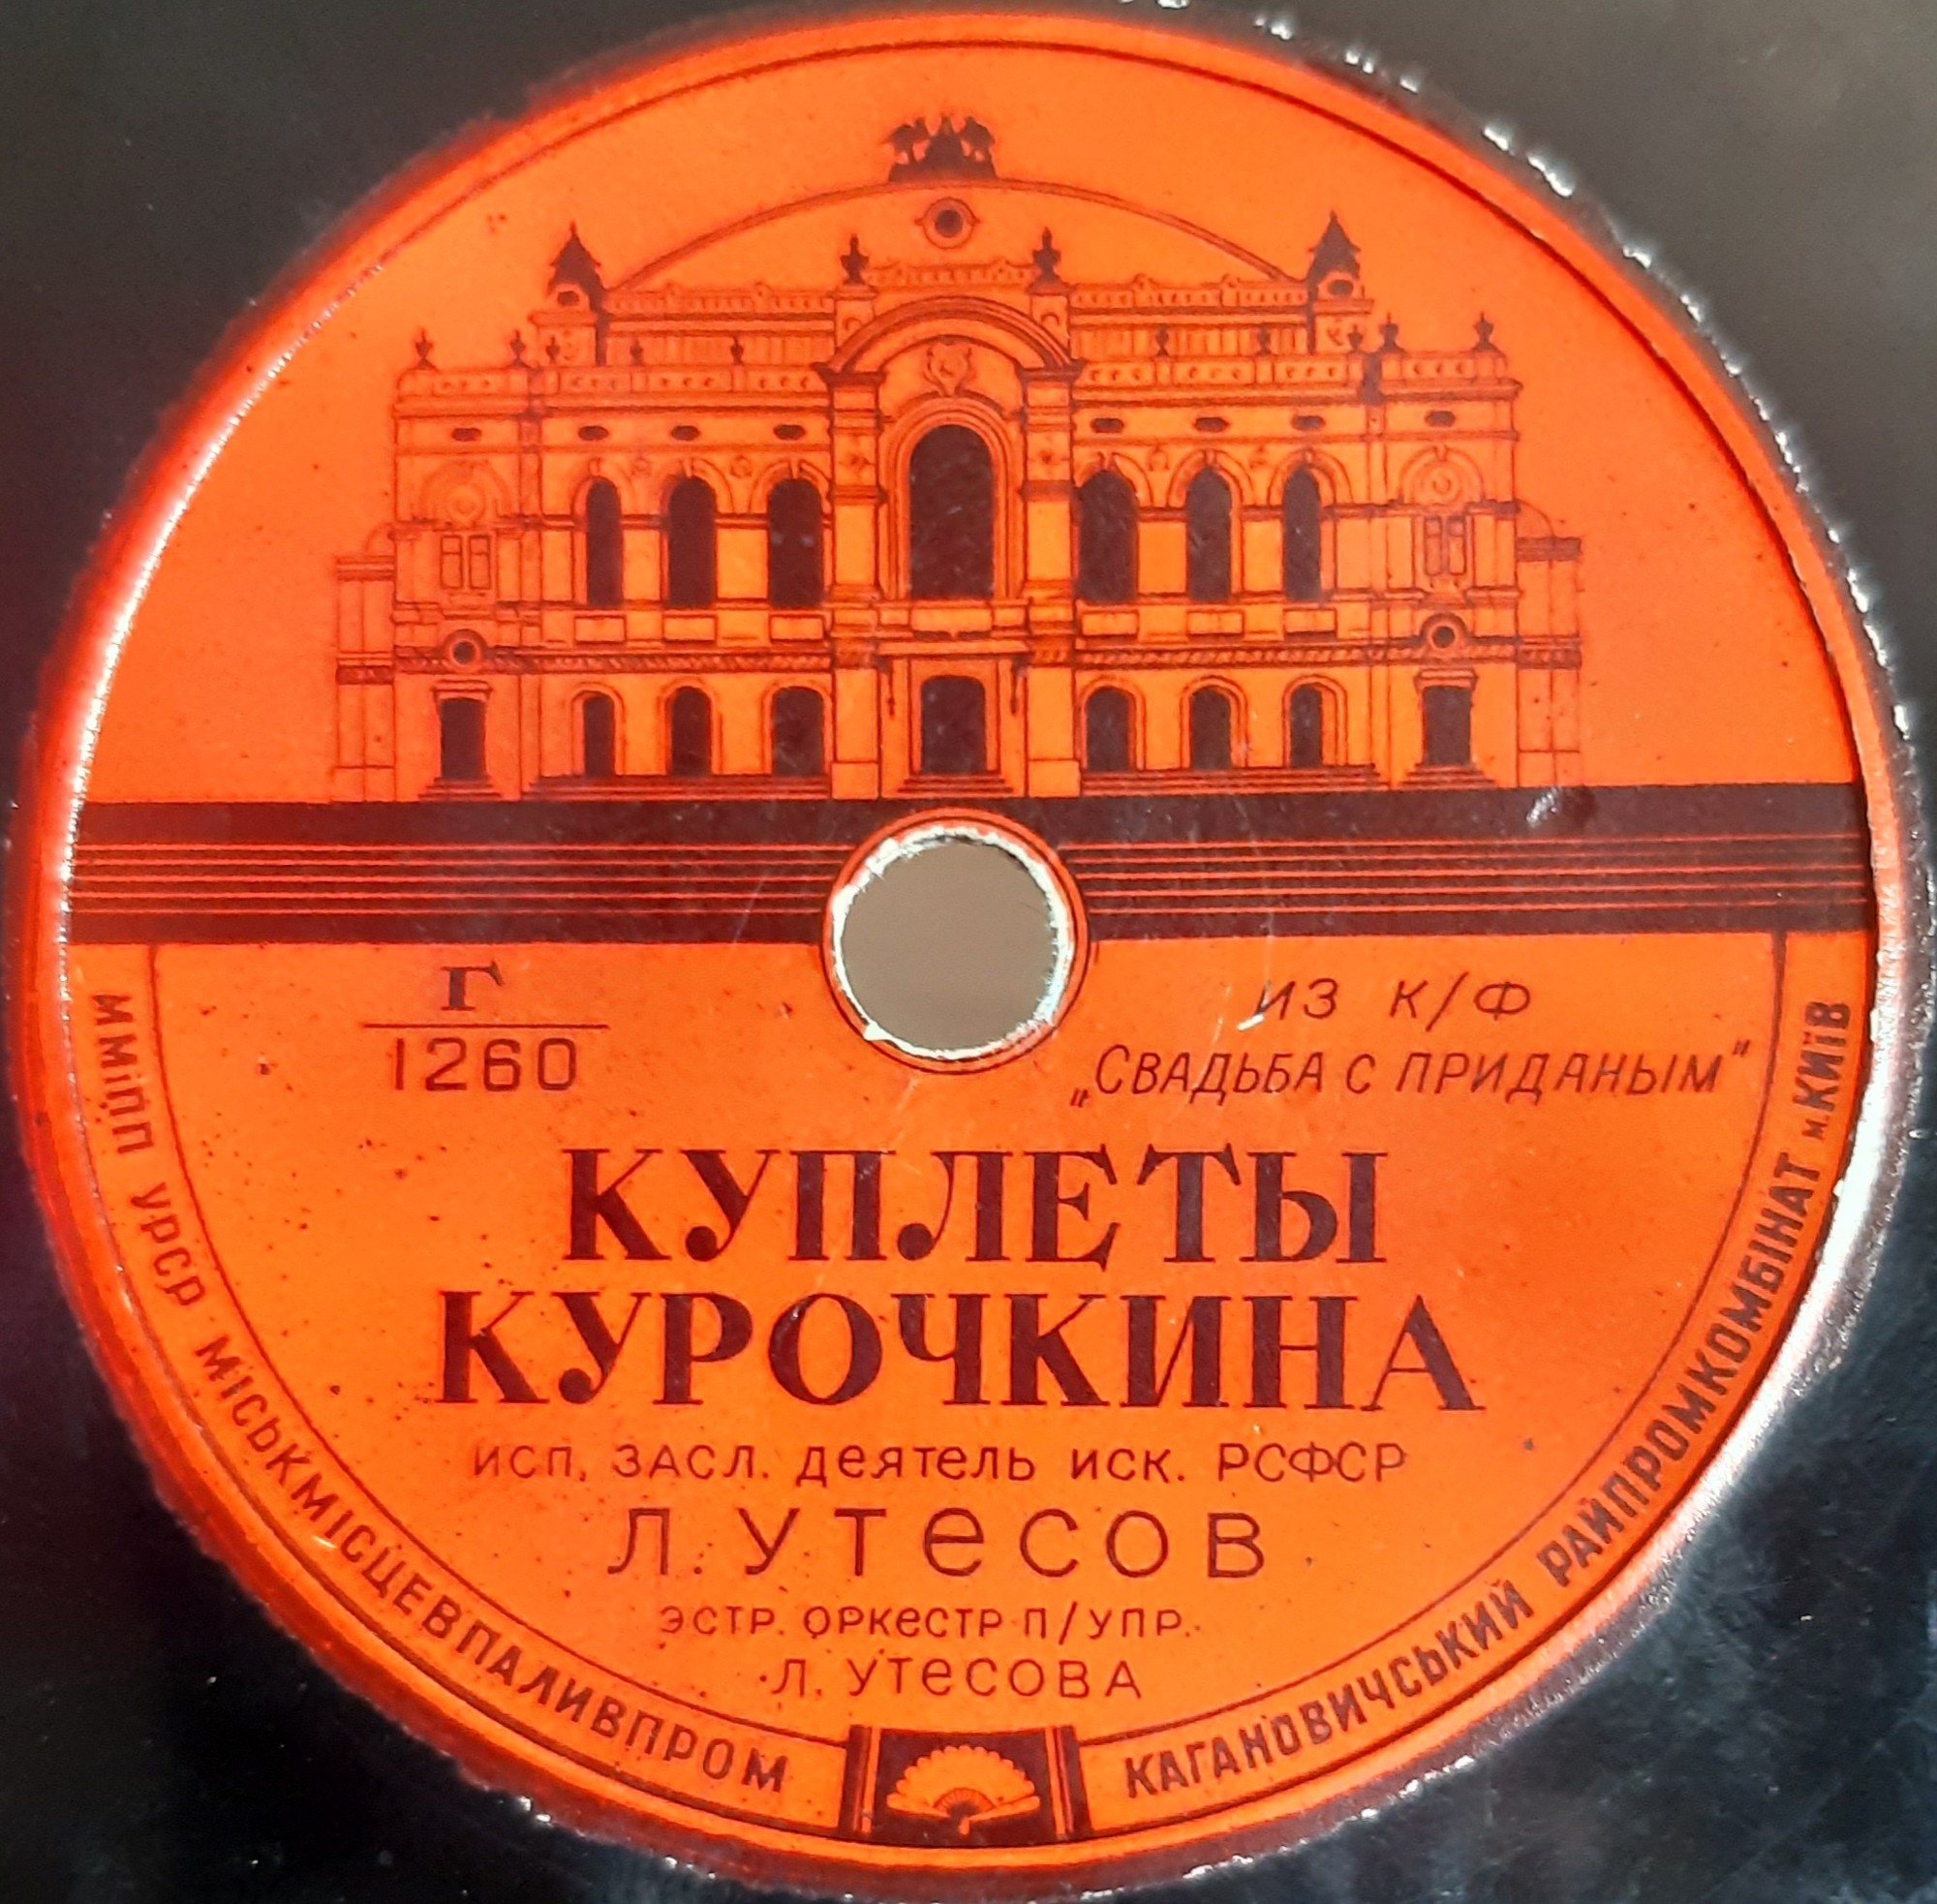 Г
1260
ИЗ К/Ф
„СВАДЬБА С ПРИДАНЫМ"
КУПЛЕТЫ
КУРОЧКИНА
ИСП. ЗАСЛ. ДЕЯТЕЛЬ ИСК. РСФСР
Л. УТЕСОВ
ЭСТР. ОРКЕСТР П/УПР.
Л. УТЕСОВА
ММіПП УРСР МІСЬКМІСЦЕВПАЛИВПРОМ
КАГАНОВИЧСЬКИЙ РАЙПРОМКОМБІНАТ м. КИЇВ